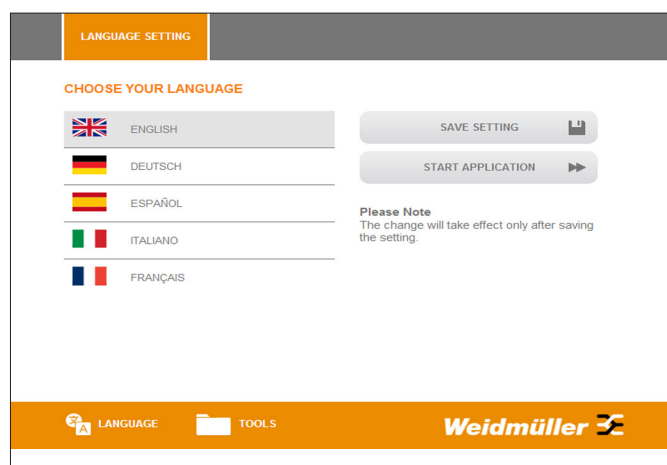 LANGUAGE SETTING
CHOOSE YOUR LANGUAGE
ENGLISH
DEUTSCH
ESPAÑOL
ITALIANO
FRANÇAIS
SAVE SETTING
START APPLICATION
Please Note
The change will take effect only after saving
the setting.
LANGUAGE
TOOLS
Weidmüller